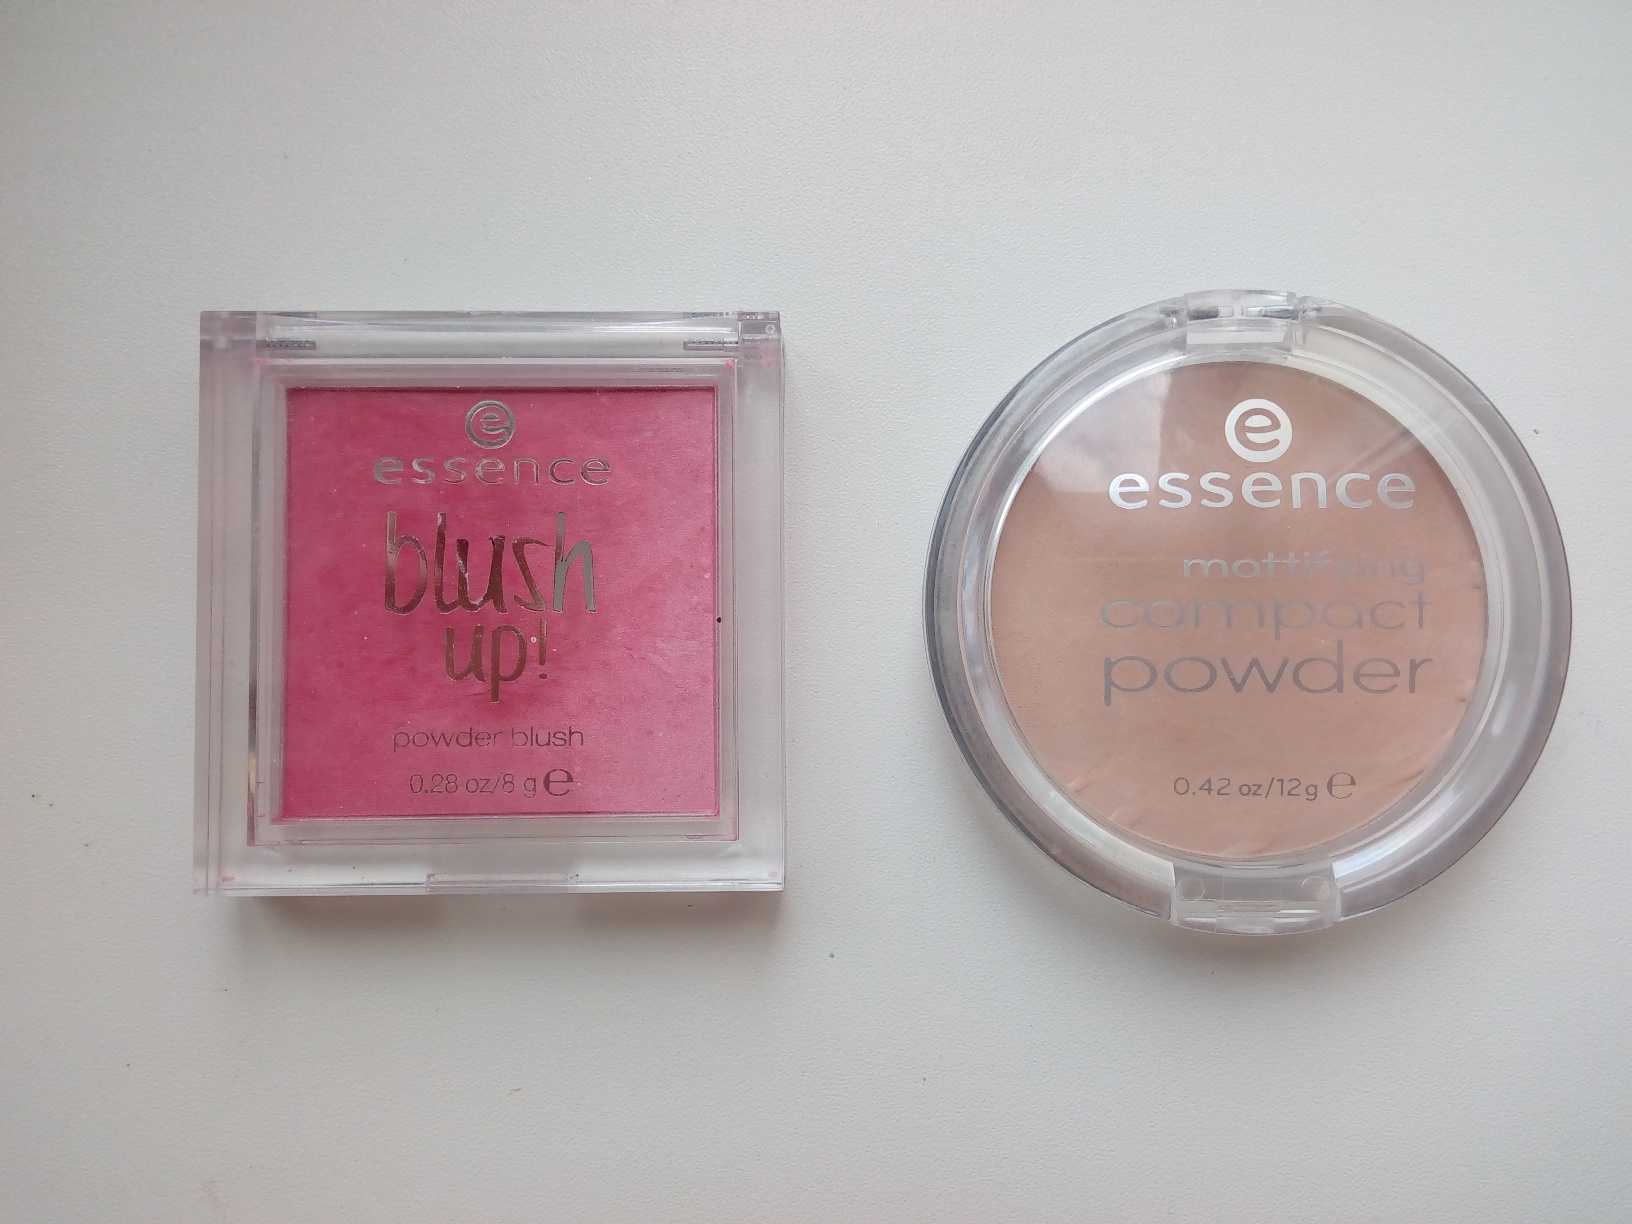 e
essence
blush
up!
powder blush
0.28 oz/8 g ℮
e
essence
mattifying
compact
powder
0.42 oz/12g ℮